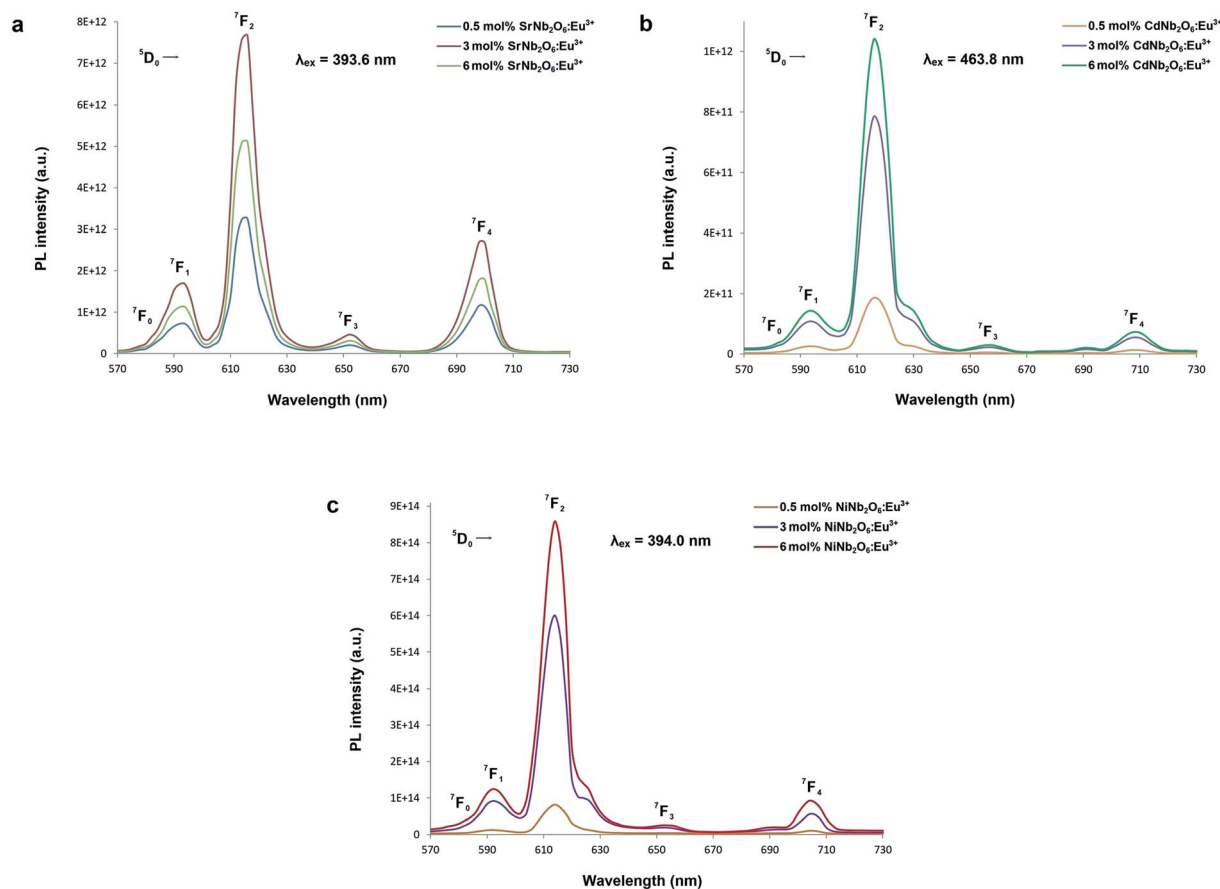 a
⁷F₂
0.5 mol% SrNb₂O₆:Eu³⁺
3 mol% SrNb₂O₆:Eu³⁺
6 mol% SrNb₂O₆:Eu³⁺
⁵D₀ →
λₑₓ = 393.6 nm
8E+12
7E+12
6E+12
5E+12
4E+12
3E+12
2E+12
1E+12
0
PL intensity (a.u.)
⁷F₀
⁷F₁
⁷F₃
⁷F₄
570 590 610 630 650 670 690 710 730
Wavelength (nm)
b
⁷F₂
0.5 mol% CdNb₂O₆:Eu³⁺
3 mol% CdNb₂O₆:Eu³⁺
6 mol% CdNb₂O₆:Eu³⁺
⁵D₀ →
λₑₓ = 463.8 nm
1E+12
8E+11
6E+11
4E+11
2E+11
0
PL intensity (a.u.)
⁷F₀
⁷F₁
⁷F₃
⁷F₄
570 590 610 630 650 670 690 710 730
Wavelength (nm)
c
⁷F₂
0.5 mol% NiNb₂O₆:Eu³⁺
3 mol% NiNb₂O₆:Eu³⁺
6 mol% NiNb₂O₆:Eu³⁺
⁵D₀ →
λₑₓ = 394.0 nm
9E+14
8E+14
7E+14
6E+14
5E+14
4E+14
3E+14
2E+14
1E+14
0
PL intensity (a.u.)
⁷F₀
⁷F₁
⁷F₃
⁷F₄
570 590 610 630 650 670 690 710 730
Wavelength (nm)